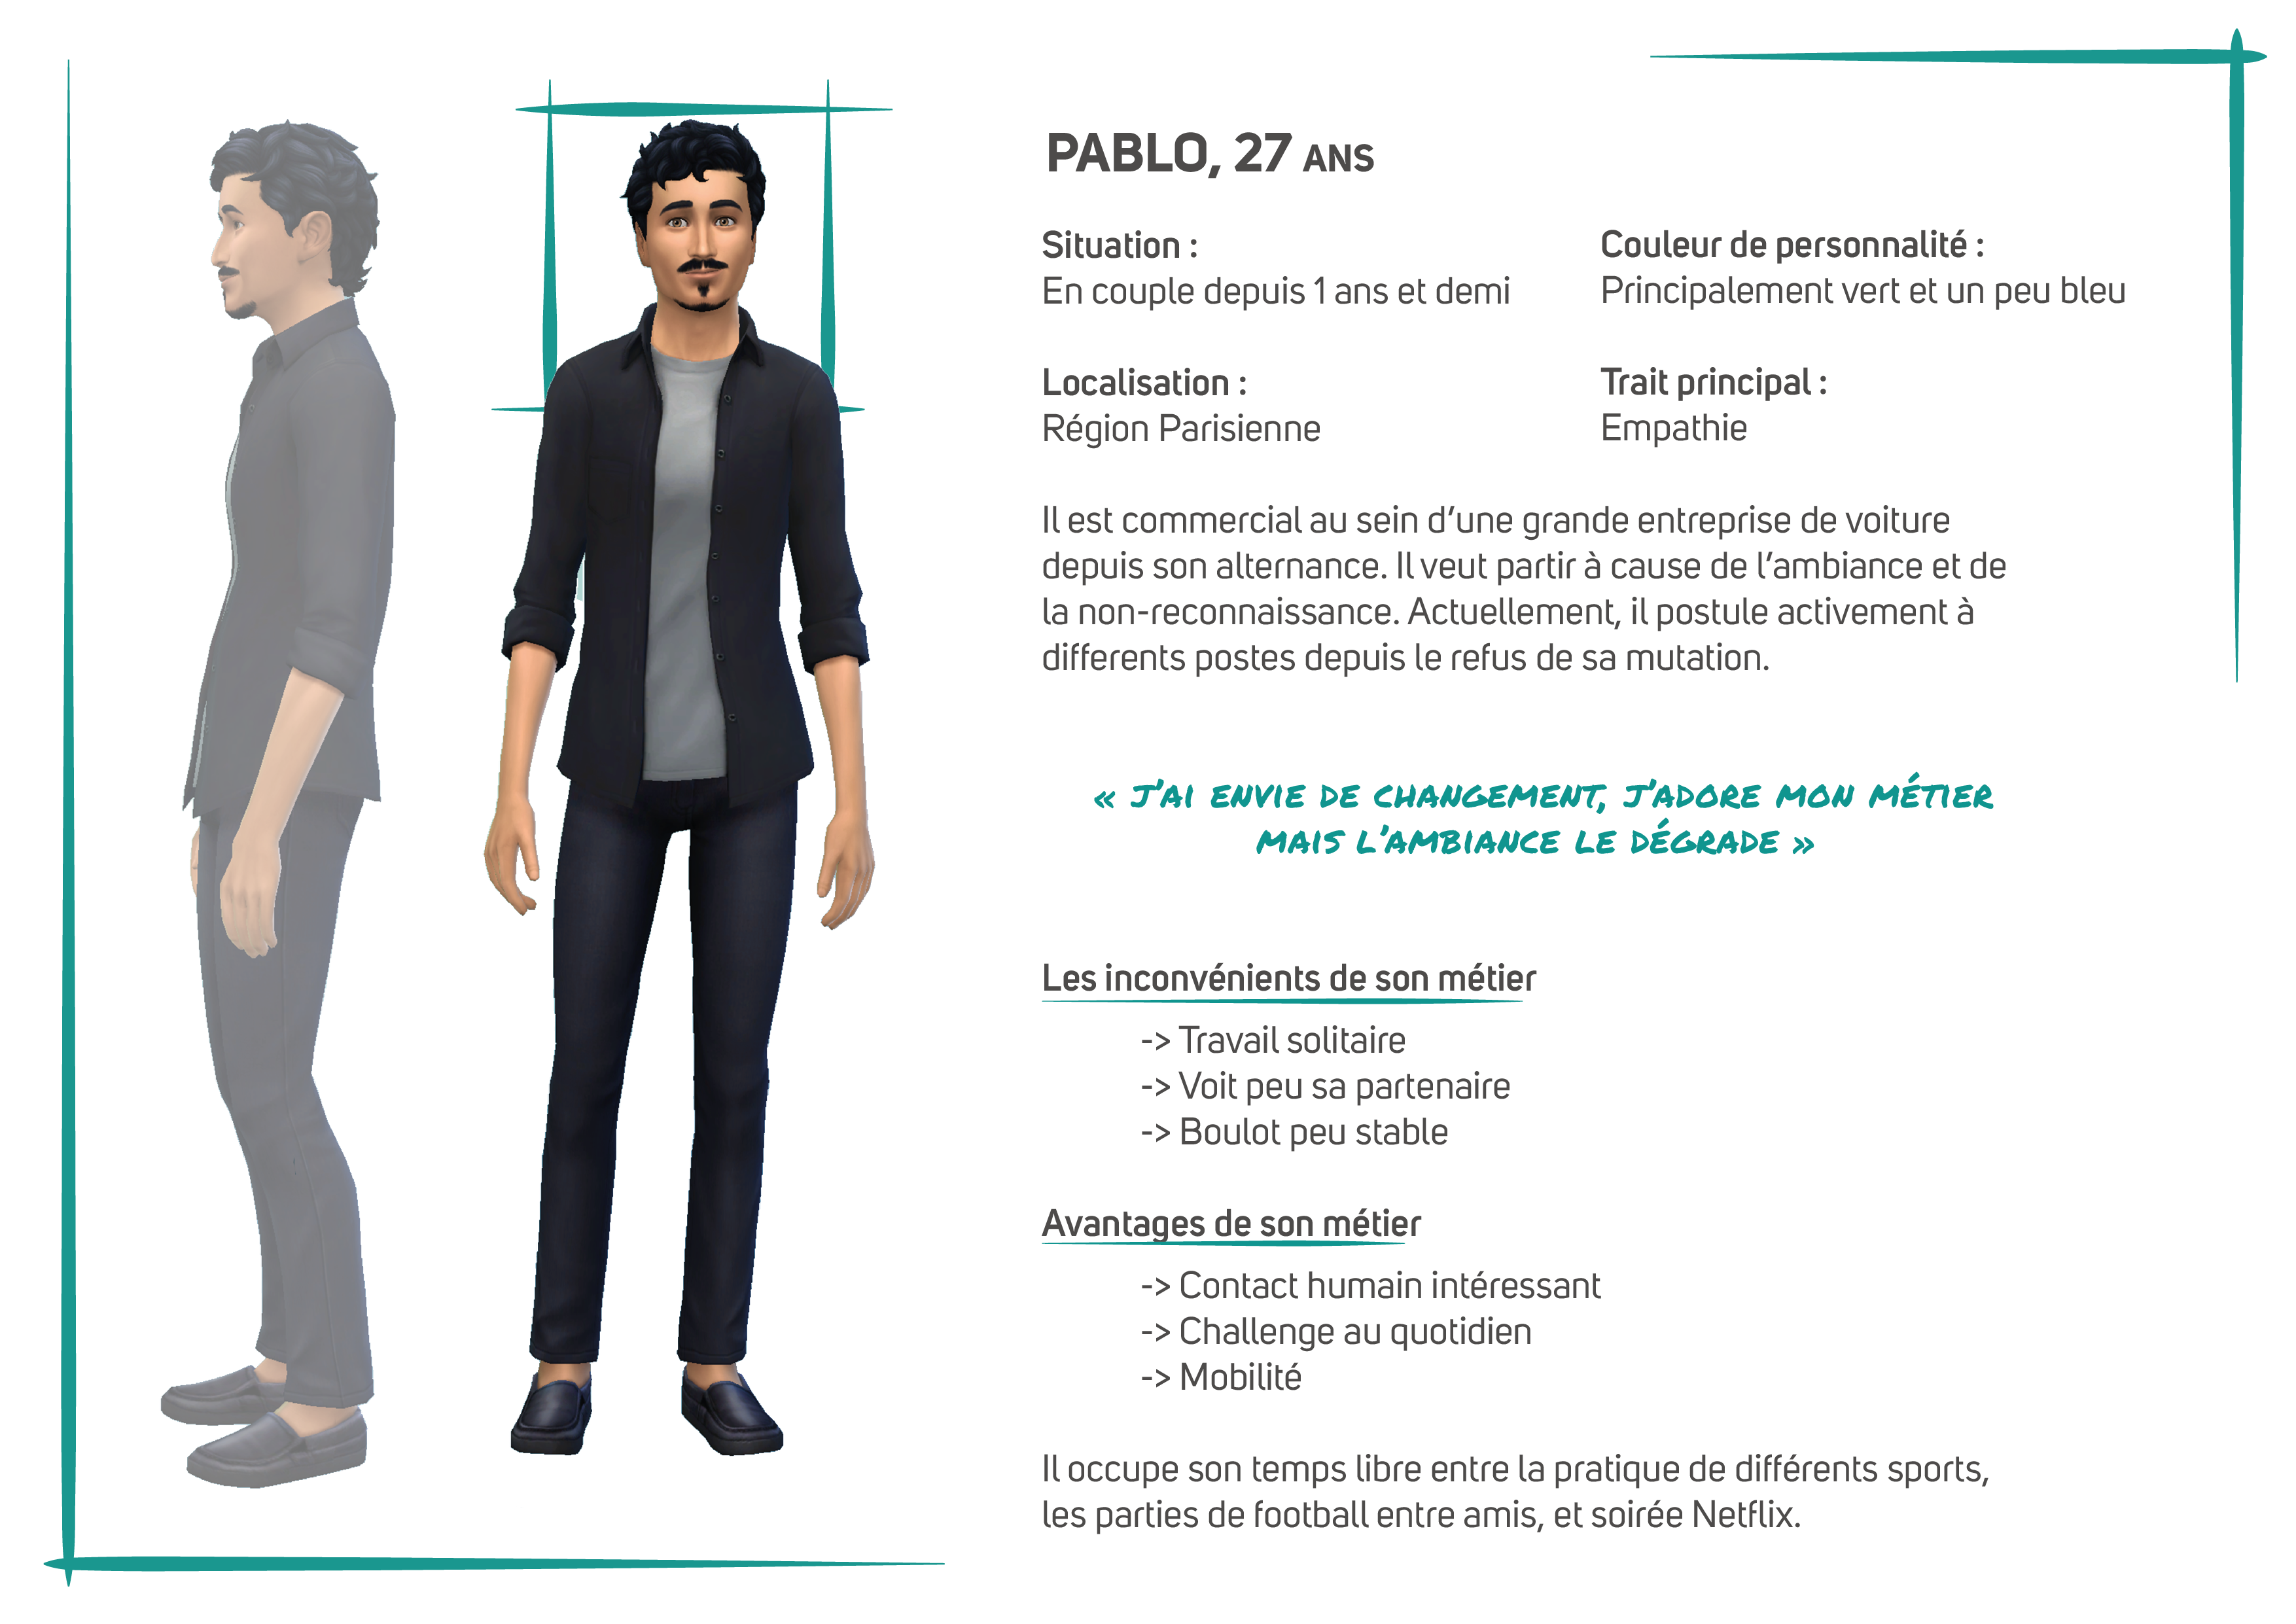 PABLO, 27 ANS
Situation :
En couple depuis 1 ans et demi
Couleur de personnalité :
Principalement vert et un peu bleu
Localisation :
Région Parisienne
Trait principal :
Empathie
Il est commercial au sein d’une grande entreprise de voiture
depuis son alternance. Il veut partir à cause de l’ambiance et de
la non-reconnaissance. Actuellement, il postule activement à
differents postes depuis le refus de sa mutation.
« J’AI ENVIE DE CHANGEMENT, J’ADORE MON MÉTIER
MAIS L’AMBIANCE LE DÉGRADE »
Les inconvénients de son métier
-> Travail solitaire
-> Voit peu sa partenaire
-> Boulot peu stable
Avantages de son métier
-> Contact humain intéressant
-> Challenge au quotidien
-> Mobilité
Il occupe son temps libre entre la pratique de différents sports,
les parties de football entre amis, et soirée Netflix.